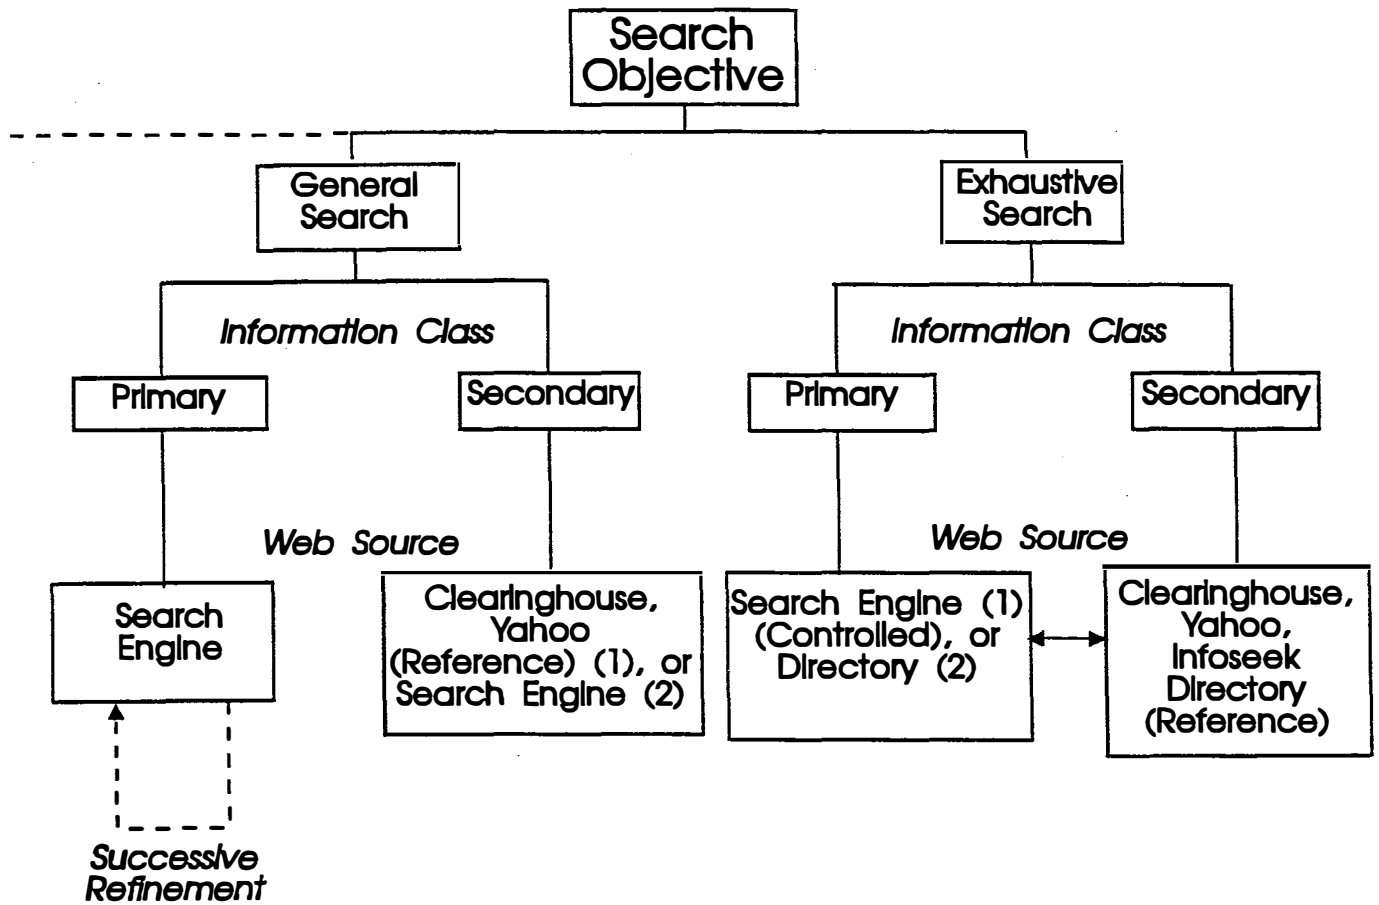 Search
Objective
General
Search
Exhaustive
Search
Information Class
Information Class
Primary
Secondary
Primary
Secondary
Web Source
Web Source
Search
Engine
Clearinghouse,
Yahoo
(Reference) (1), or
Search Engine (2)
Search Engine (1)
(Controlled), or
Directory (2)
Clearinghouse,
Yahoo,
Infoseek
Directory
(Reference)
Successive
Refinement